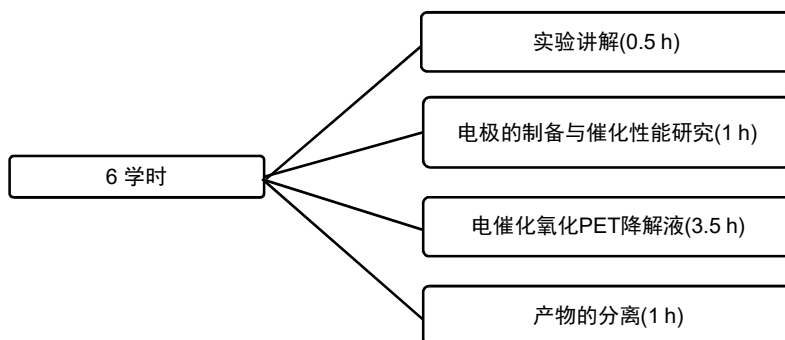 实验讲解(0.5 h)
电极的制备与催化性能研究(1 h)
6 学时
电催化氧化PET降解液(3.5 h)
产物的分离(1 h)